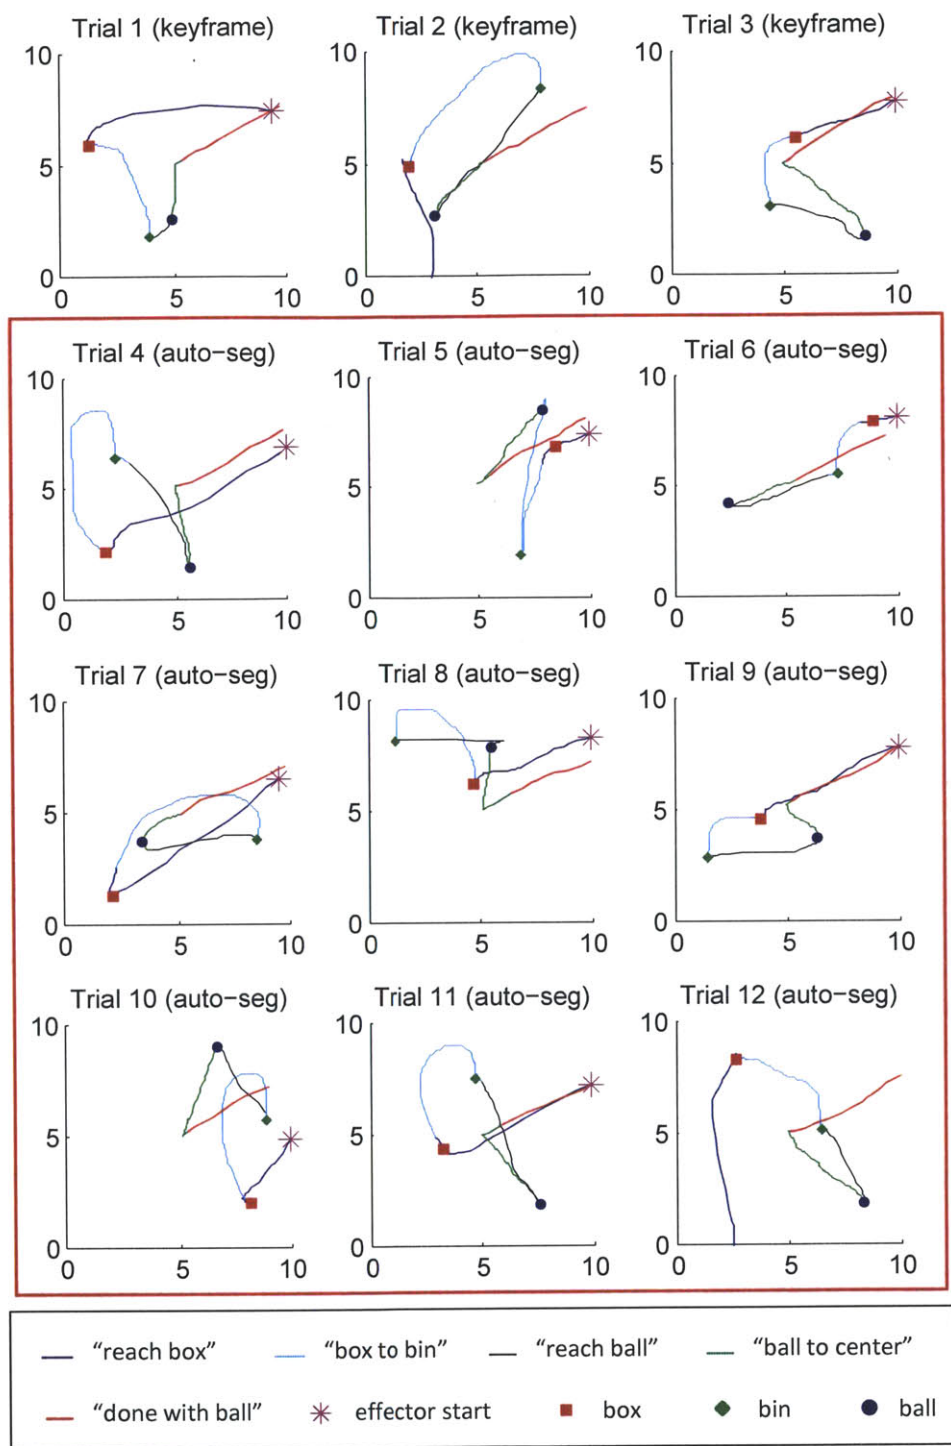 Trial 1 (keyframe) Trial 2 (keyframe) Trial 3 (keyframe)
10 10 10
5 5 5
0 0 0
0 5 10 0 5 10 0 5 10
Trial 4 (auto−seg) Trial 5 (auto−seg) Trial 6 (auto−seg)
10 10 10
5 5 5
0 0 0
0 5 10 0 5 10 0 5 10
Trial 7 (auto−seg) Trial 8 (auto−seg) Trial 9 (auto−seg)
10 10 10
5 5 5
0 0 0
0 5 10 0 5 10 0 5 10
Trial 10 (auto−seg) Trial 11 (auto−seg) Trial 12 (auto−seg)
10 10 10
5 5 5
0 0 0
0 5 10 0 5 10 0 5 10
“reach box” “box to bin” “reach ball” “ball to center”
“done with ball” effector start box bin ball